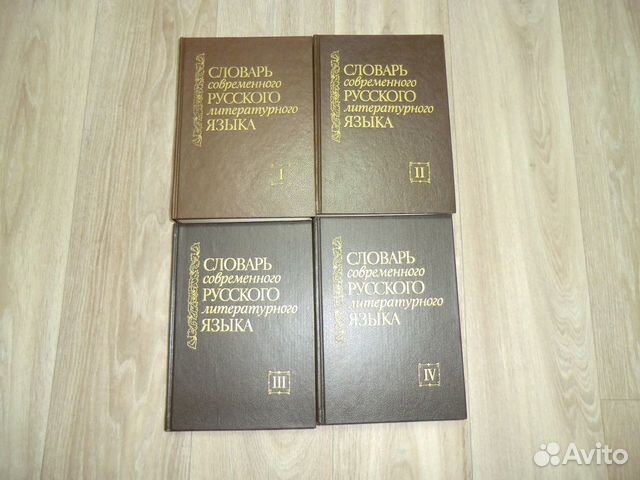 СЛОВАРЬ
современного
РУССКОГО
литературного
ЯЗЫКА
I
СЛОВАРЬ
современного
РУССКОГО
литературного
ЯЗЫКА
II
СЛОВАРЬ
современного
РУССКОГО
литературного
ЯЗЫКА
III
СЛОВАРЬ
современного
РУССКОГО
литературного
ЯЗЫКА
IV
Avito